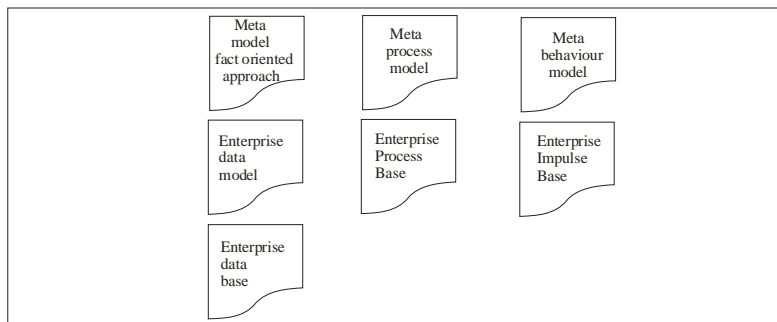 Meta
model
fact oriented
approach
Meta
process
model
Meta
behaviour
model
Enterprise
data
model
Enterprise
Process
Base
Enterprise
Impulse
Base
Enterprise
data
base